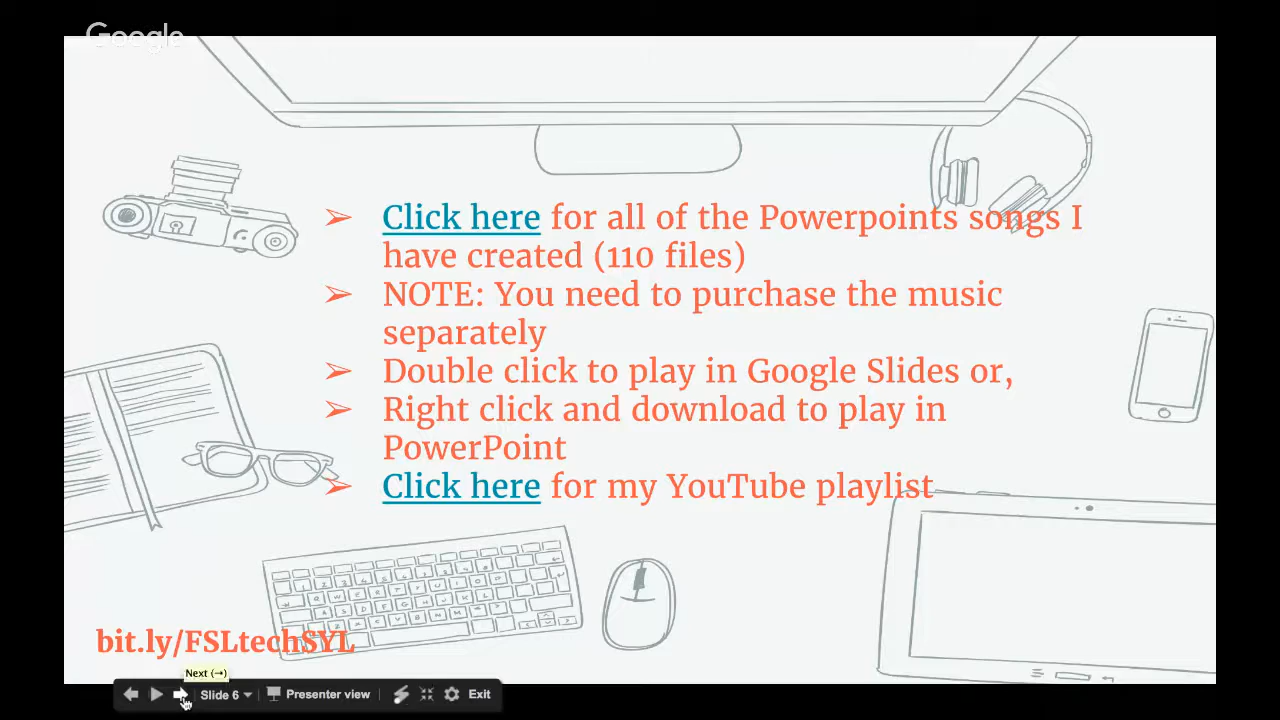 Google
➢ Click here for all of the Powerpoints songs I
have created (110 files)
➢ NOTE: You need to purchase the music
separately
➢ Double click to play in Google Slides or,
➢ Right click and download to play in
PowerPoint
➢ Click here for my YouTube playlist
bit.ly/FSLtechSYL
Next (→)
Slide 6 Presenter view Exit